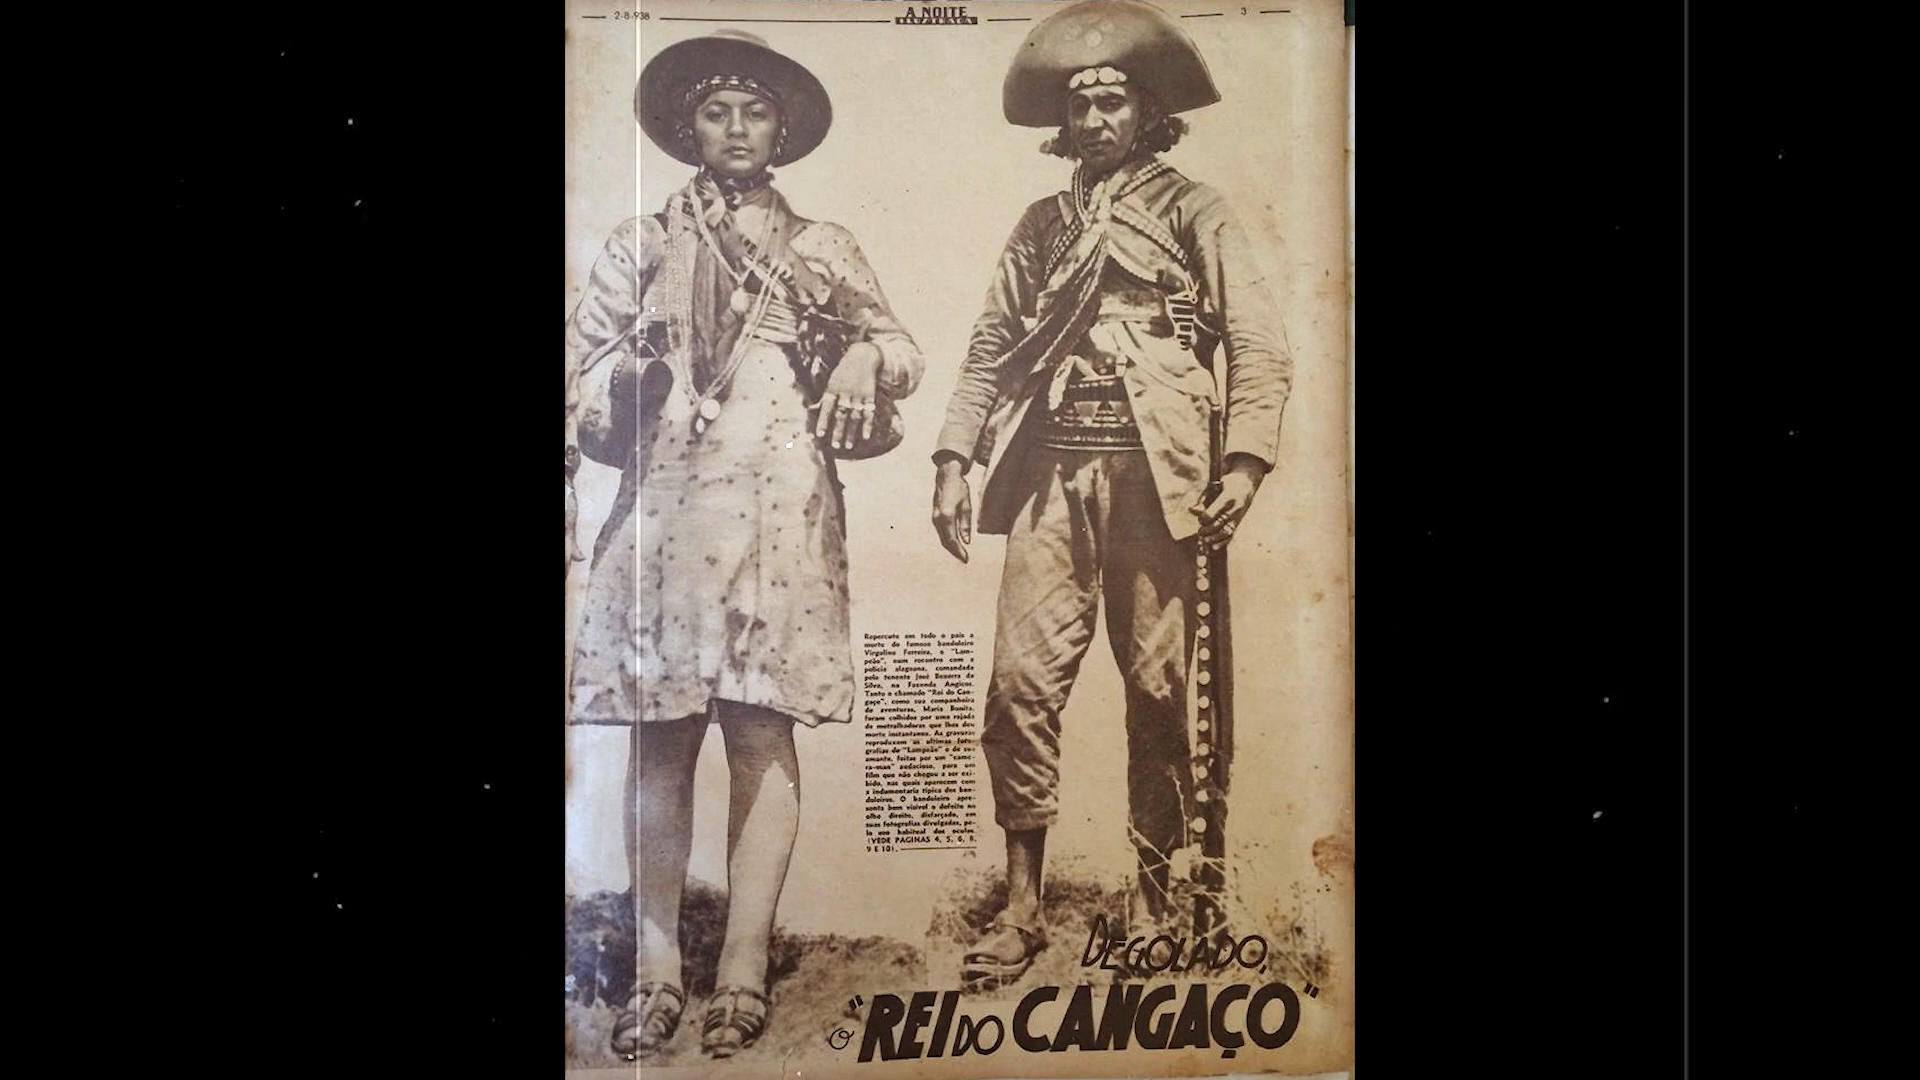 2-8-938
A NOITE
ILUSTRADA
3
Repercute em todo o país a
morte do famoso bandoleiro
Virgulino Ferreira, o "Lam-
peão", num recontro com a
policia alagoana, comandada
pelo tenente José Bezerra da
Silva, na Fazenda Angicos.
Tanto o chamado "Rei do Can-
gaço", como sua companheira
de aventuras, Maria Bonita,
foram colhidos por uma rajada
de metralhadoras que lhes deu
morte instantanea. As gravuras
reproduzem as ultimas foto-
grafias de "Lampeão" e de sua
amante, feitas por um "came-
ra-man" audacioso, para um
film que não chegou a ser exi-
bido, nas quais aparecem com
a indumentaria tipica dos ban-
doleiros. O bandoleiro apre-
senta bem visivel o defeito no
olho direito, disfarçado, em
suas fotografias divulgadas, pe-
lo uso habitual dos oculos.
(VEDE PAGINAS 4, 5, 6, 8,
9 E 10).
DEGOLADO,
O "REI DO CANGAÇO"